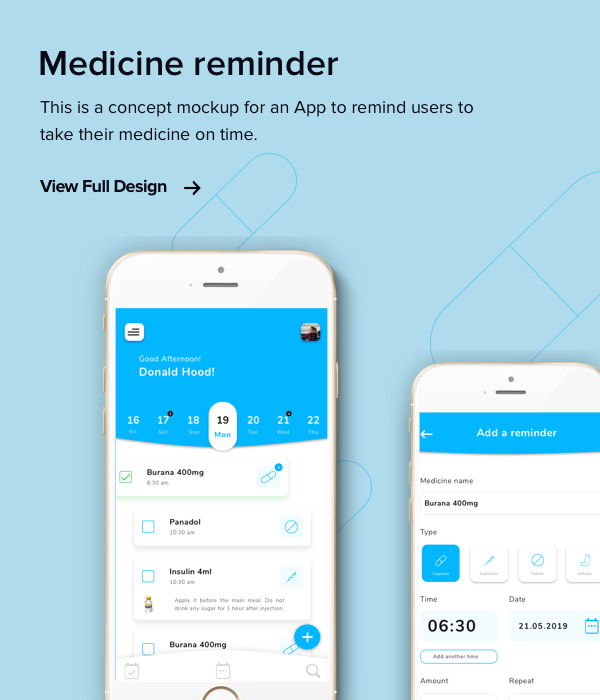 Medicine reminder
This is a concept mockup for an App to remind users to
take their medicine on time.
View Full Design
Good Afternoon!
Donald Hood!
16 17 18 19 20 21 22
Fri Sat Sun Mon Tue Wed Thu
Burana 400mg
6:30 am
Panadol
10:30 am
Insulin 4ml
10:30 am
Apply it before the main meal. Do not
drink any sugar for 1 hour after injection.
Burana 400mg
Add a reminder
Medicine name
Burana 400mg
Type
Capsule Injection Tablet Inhaler
Time Date
06:30 21.05.2019
Add another time
Amount Repeat